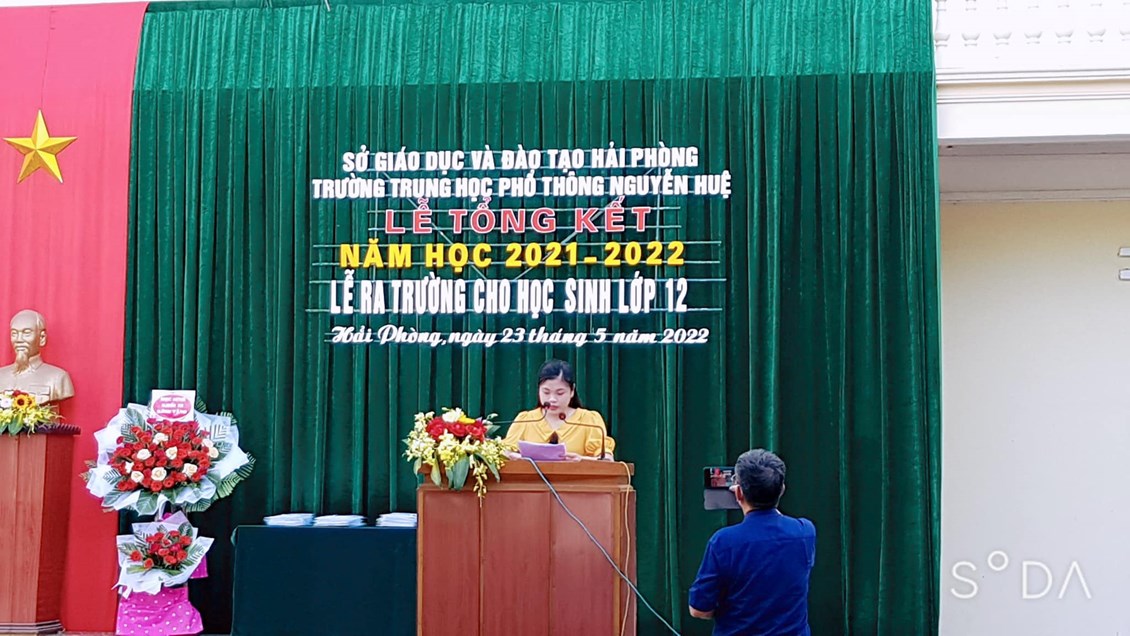 SỞ GIÁO DỤC VÀ ĐÀO TẠO HẢI PHÒNG
TRƯỜNG TRUNG HỌC PHỔ THÔNG NGUYỄN HUỆ
LỄ TỔNG KẾT
NĂM HỌC 2021-2022
LỄ RA TRƯỜNG CHO HỌC SINH LỚP 12
Hải Phòng, ngày 23 tháng 5 năm 2022
SODA